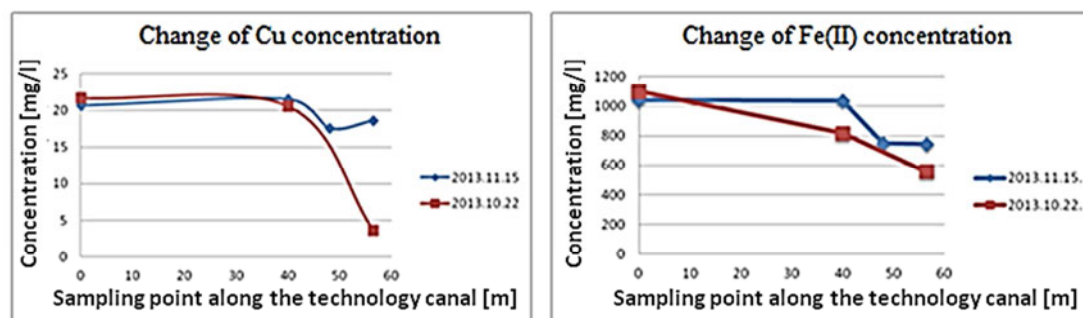 Change of Cu concentration
Concentration [mg/l]
25
20
15
10
5
0
0 10 20 30 40 50 60
Sampling point along the technology canal [m]
2013.11.15.
2013.10.22
Change of Fe(II) concentration
Concentration [mg/l]
1200
1000
800
600
400
200
0
0 10 20 30 40 50 60
Sampling point along the technology canal [m]
2013.11.15.
2013.10.22.